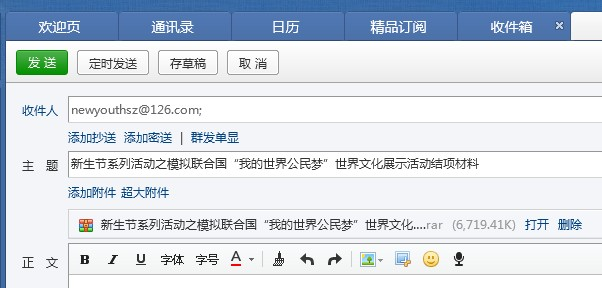 欢迎页 通讯录 日历 精品订阅 收件箱 ×
发送 定时发送 存草稿 取消
收件人 newyouthsz@126.com;
添加抄送 添加密送 | 群发单显
主 题 新生节系列活动之模拟联合国“我的世界公民梦”世界文化展示活动结项材料
添加附件 超大附件
新生节系列活动之模拟联合国“我的世界公民梦”世界文化....rar (6,719.41K) 打开 删除
正 文 B I U 字体 字号 A